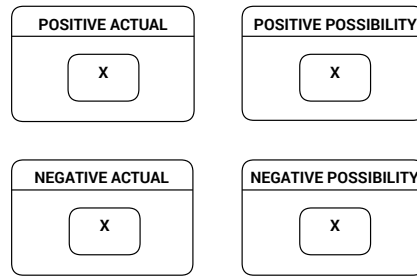 POSITIVE ACTUAL
X
POSITIVE POSSIBILITY
X
NEGATIVE ACTUAL
X
NEGATIVE POSSIBILITY
X